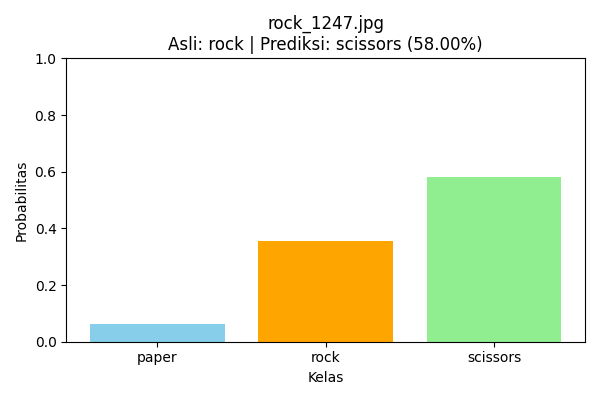 rock_1247.jpg
Asli: rock | Prediksi: scissors (58.00%)
1.0
0.8
0.6
0.4
0.2
0.0
Probabilitas
paper rock scissors
Kelas